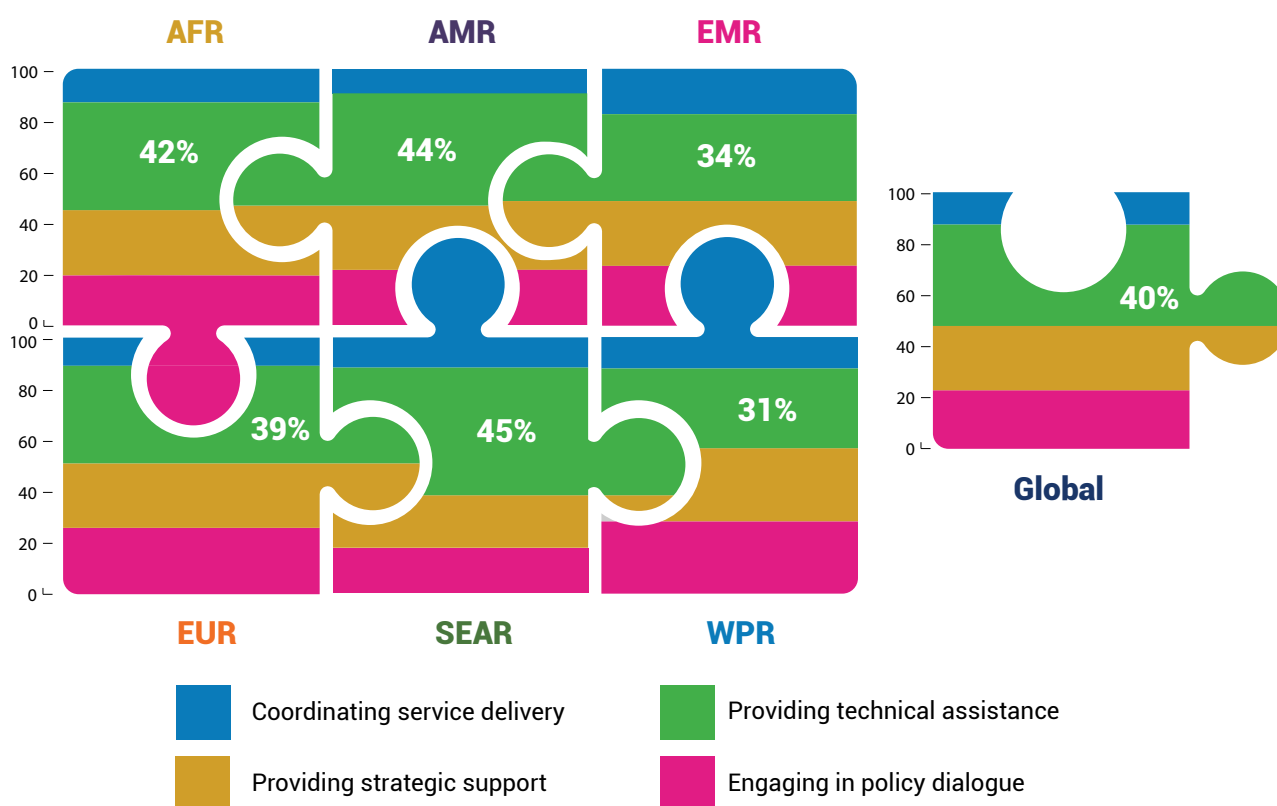 AFR AMR EMR
100
80
60
40
20
0
42% 44% 34%
100
80
60
40
20
0
39% 45% 31%
EUR SEAR WPR
100
80
60
40
20
0
40%
Global
Coordinating service delivery
Providing technical assistance
Providing strategic support
Engaging in policy dialogue